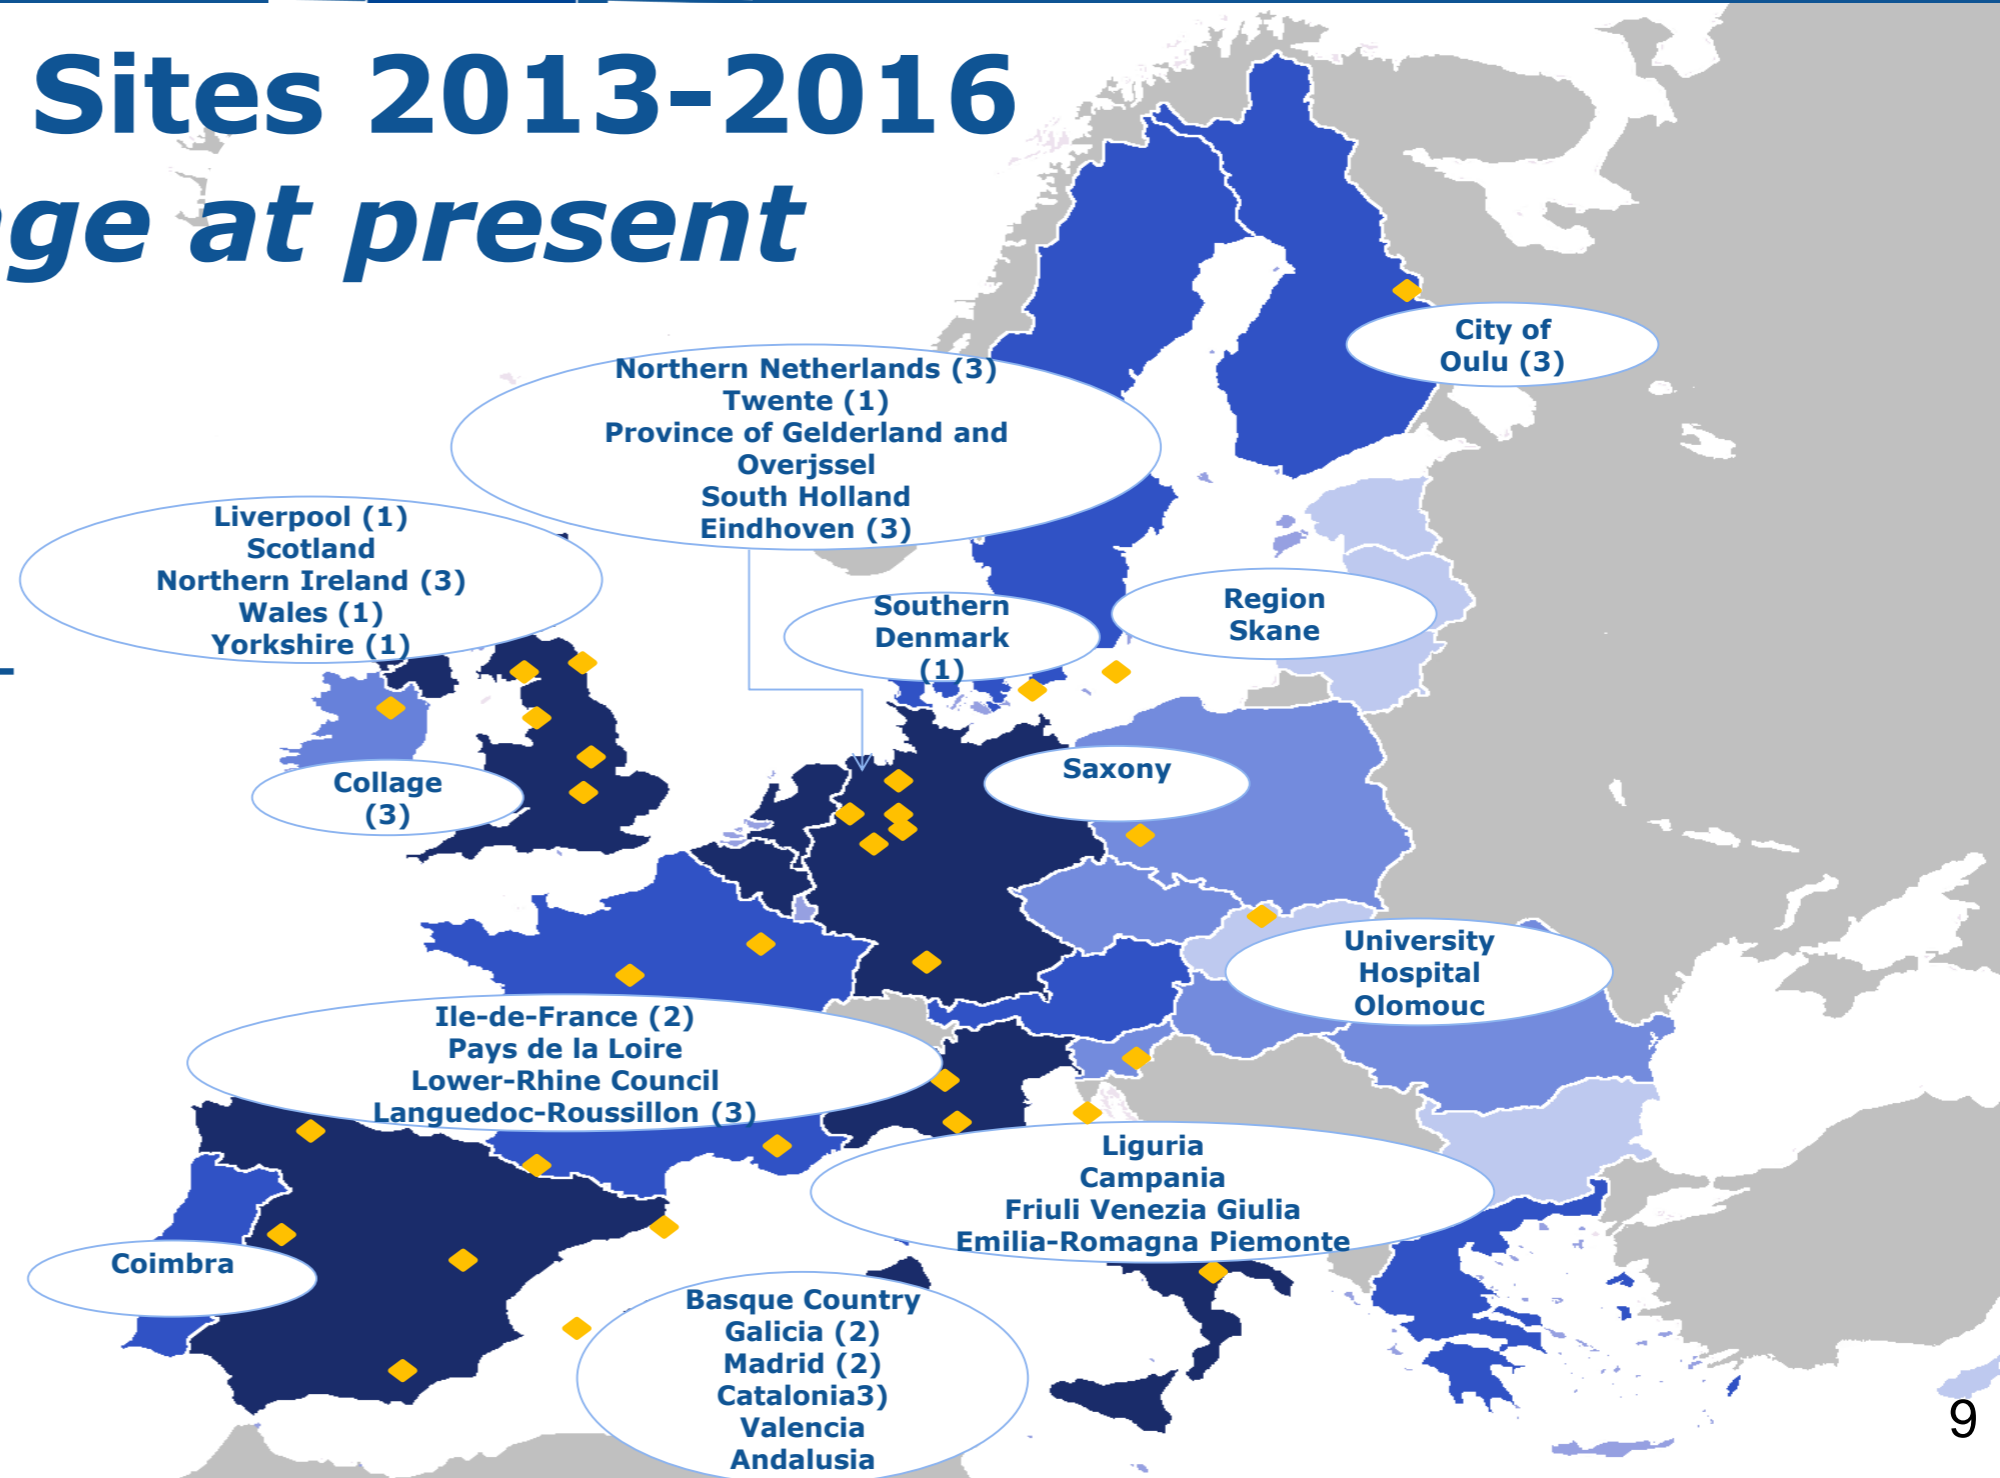 Sites 2013-2016
ge at present
City of
Oulu (3)
Northern Netherlands (3)
Twente (1)
Province of Gelderland and
Overjssel
South Holland
Eindhoven (3)
Liverpool (1)
Scotland
Northern Ireland (3)
Wales (1)
Yorkshire (1)
Southern
Denmark
(1)
Region
Skane
Collage
(3)
Saxony
University
Hospital
Olomouc
Ile-de-France (2)
Pays de la Loire
Lower-Rhine Council
Languedoc-Roussillon (3)
Liguria
Campania
Friuli Venezia Giulia
Emilia-Romagna Piemonte
Coimbra
Basque Country
Galicia (2)
Madrid (2)
Catalonia3)
Valencia
Andalusia
9